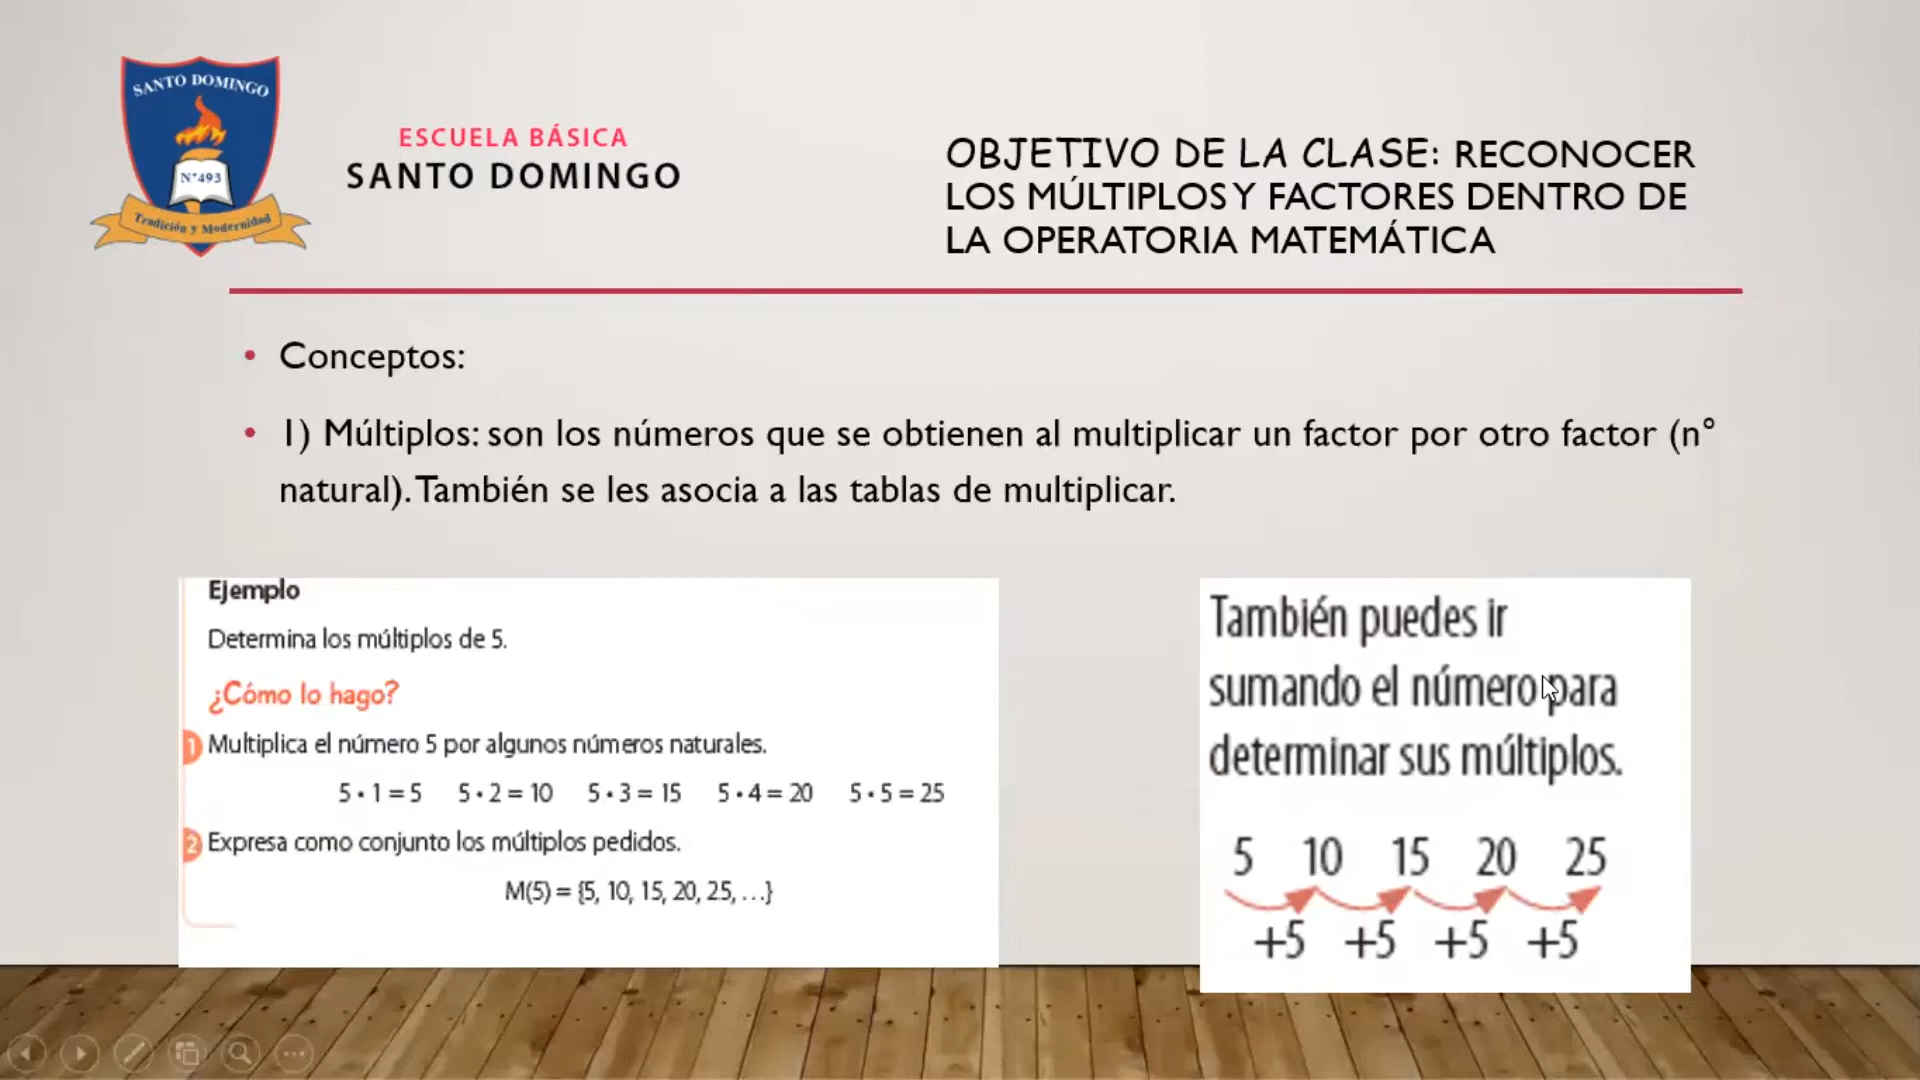 SANTO DOMINGO
N°493
Tradición y Modernidad
ESCUELA BÁSICA
SANTO DOMINGO
OBJETIVO DE LA CLASE: RECONOCER
LOS MÚLTIPLOS Y FACTORES DENTRO DE
LA OPERATORIA MATEMÁTICA
• Conceptos:
• 1) Múltiplos: son los números que se obtienen al multiplicar un factor por otro factor (n°
natural). También se les asocia a las tablas de multiplicar.
Ejemplo
Determina los múltiplos de 5.
¿Cómo lo hago?
1 Multiplica el número 5 por algunos números naturales.
5 • 1 = 5 5 • 2 = 10 5 • 3 = 15 5 • 4 = 20 5 • 5 = 25
2 Expresa como conjunto los múltiplos pedidos.
M(5) = {5, 10, 15, 20, 25, …}
También puedes ir
sumando el número para
determinar sus múltiplos.
5 10 15 20 25
+5 +5 +5 +5